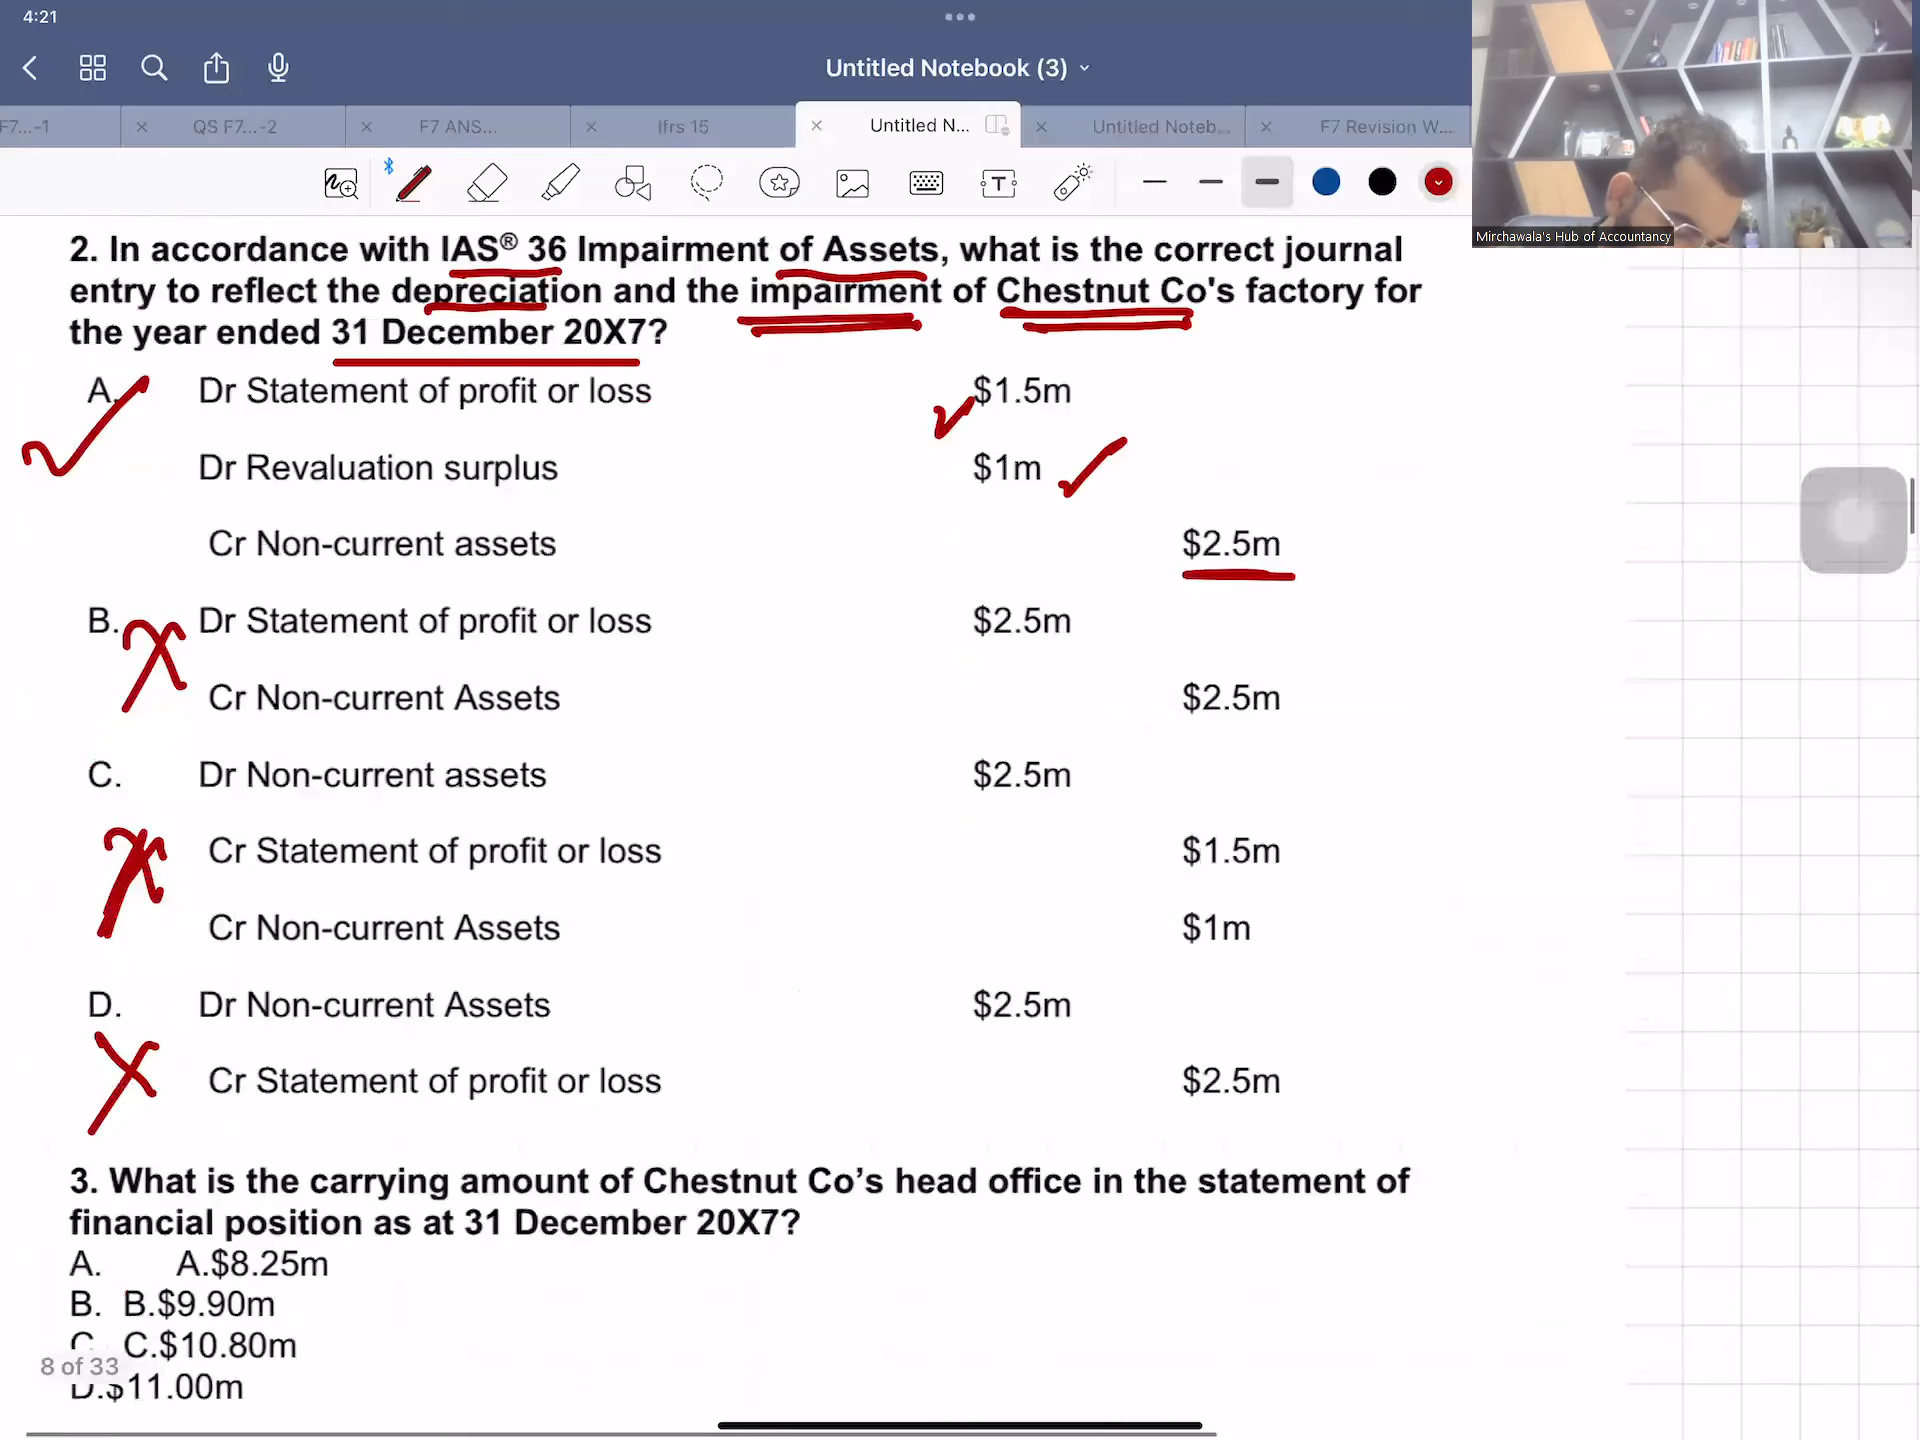 4:21
Untitled Notebook (3)
F7...-1
QS F7...-2
F7 ANS...
Ifrs 15
Untitled N...
Untitled Noteb...
F7 Revision W...
Mirchawala's Hub of Accountancy
2. In accordance with IAS® 36 Impairment of Assets, what is the correct journal
entry to reflect the depreciation and the impairment of Chestnut Co's factory for
the year ended 31 December 20X7?
A. Dr Statement of profit or loss $1.5m
Dr Revaluation surplus $1m
Cr Non-current assets $2.5m
B. Dr Statement of profit or loss $2.5m
Cr Non-current Assets $2.5m
C. Dr Non-current assets $2.5m
Cr Statement of profit or loss $1.5m
Cr Non-current Assets $1m
D. Dr Non-current Assets $2.5m
Cr Statement of profit or loss $2.5m
3. What is the carrying amount of Chestnut Co’s head office in the statement of
financial position as at 31 December 20X7?
A. A.$8.25m
B. B.$9.90m
C. C.$10.80m
8 of 33
D.$11.00m